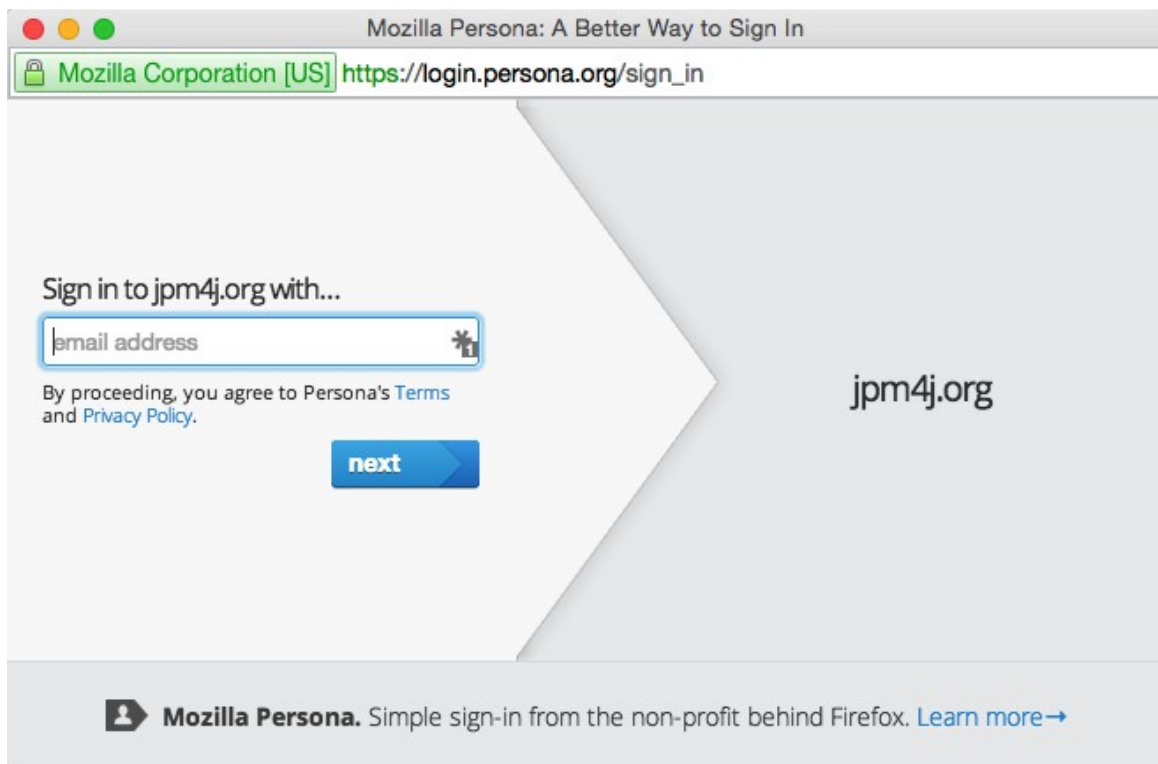 Mozilla Persona: A Better Way to Sign In
Mozilla Corporation [US] https://login.persona.org/sign_in
Sign in to jpm4j.org with...
email address
1
By proceeding, you agree to Persona's Terms
and Privacy Policy.
next
jpm4j.org
Mozilla Persona. Simple sign-in from the non-profit behind Firefox. Learn more→